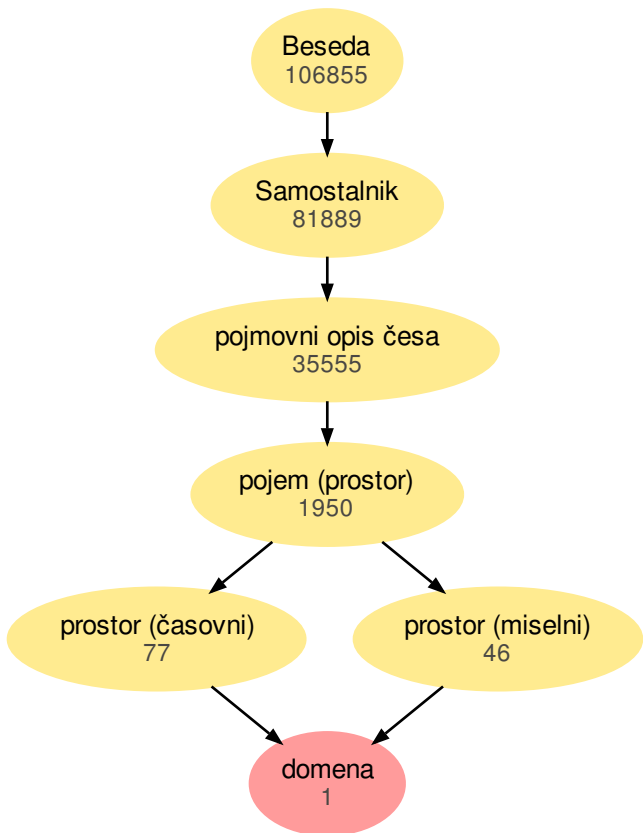 Beseda
106855
Samostalnik
81889
pojmovni opis česa
35555
pojem (prostor)
1950
prostor (časovni)
77
prostor (miselni)
46
domena
1